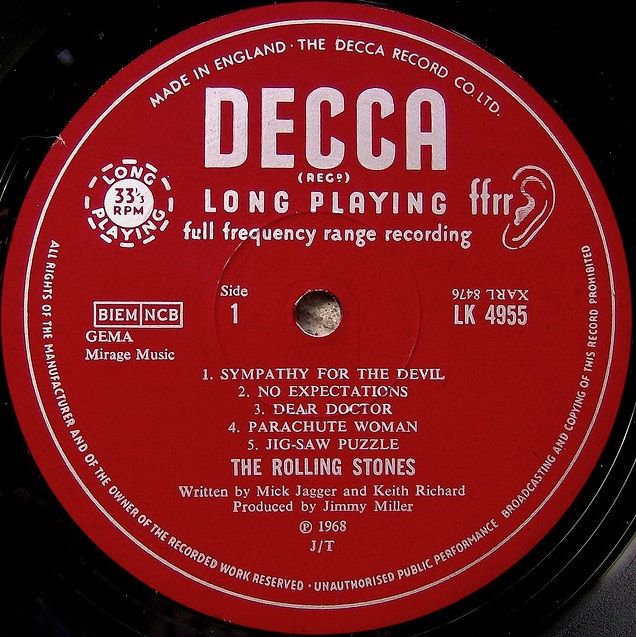 MADE IN ENGLAND · THE DECCA RECORD CO. LTD.
DECCA
(REGD)
LONG PLAYING
33 1/3
RPM
LONG PLAYING ffrr
full frequency range recording
BIEM NCB
GEMA
Mirage Music
Side
1
XARL 8476
LK 4955
1. SYMPATHY FOR THE DEVIL
2. NO EXPECTATIONS
3. DEAR DOCTOR
4. PARACHUTE WOMAN
5. JIG-SAW PUZZLE
THE ROLLING STONES
Written by Mick Jagger and Keith Richard
Produced by Jimmy Miller
℗ 1968
J/T
ALL RIGHTS OF THE MANUFACTURER AND OF THE OWNER OF THE RECORDED WORK RESERVED · UNAUTHORISED PUBLIC PERFORMANCE BROADCASTING AND COPYING OF THIS RECORD PROHIBITED